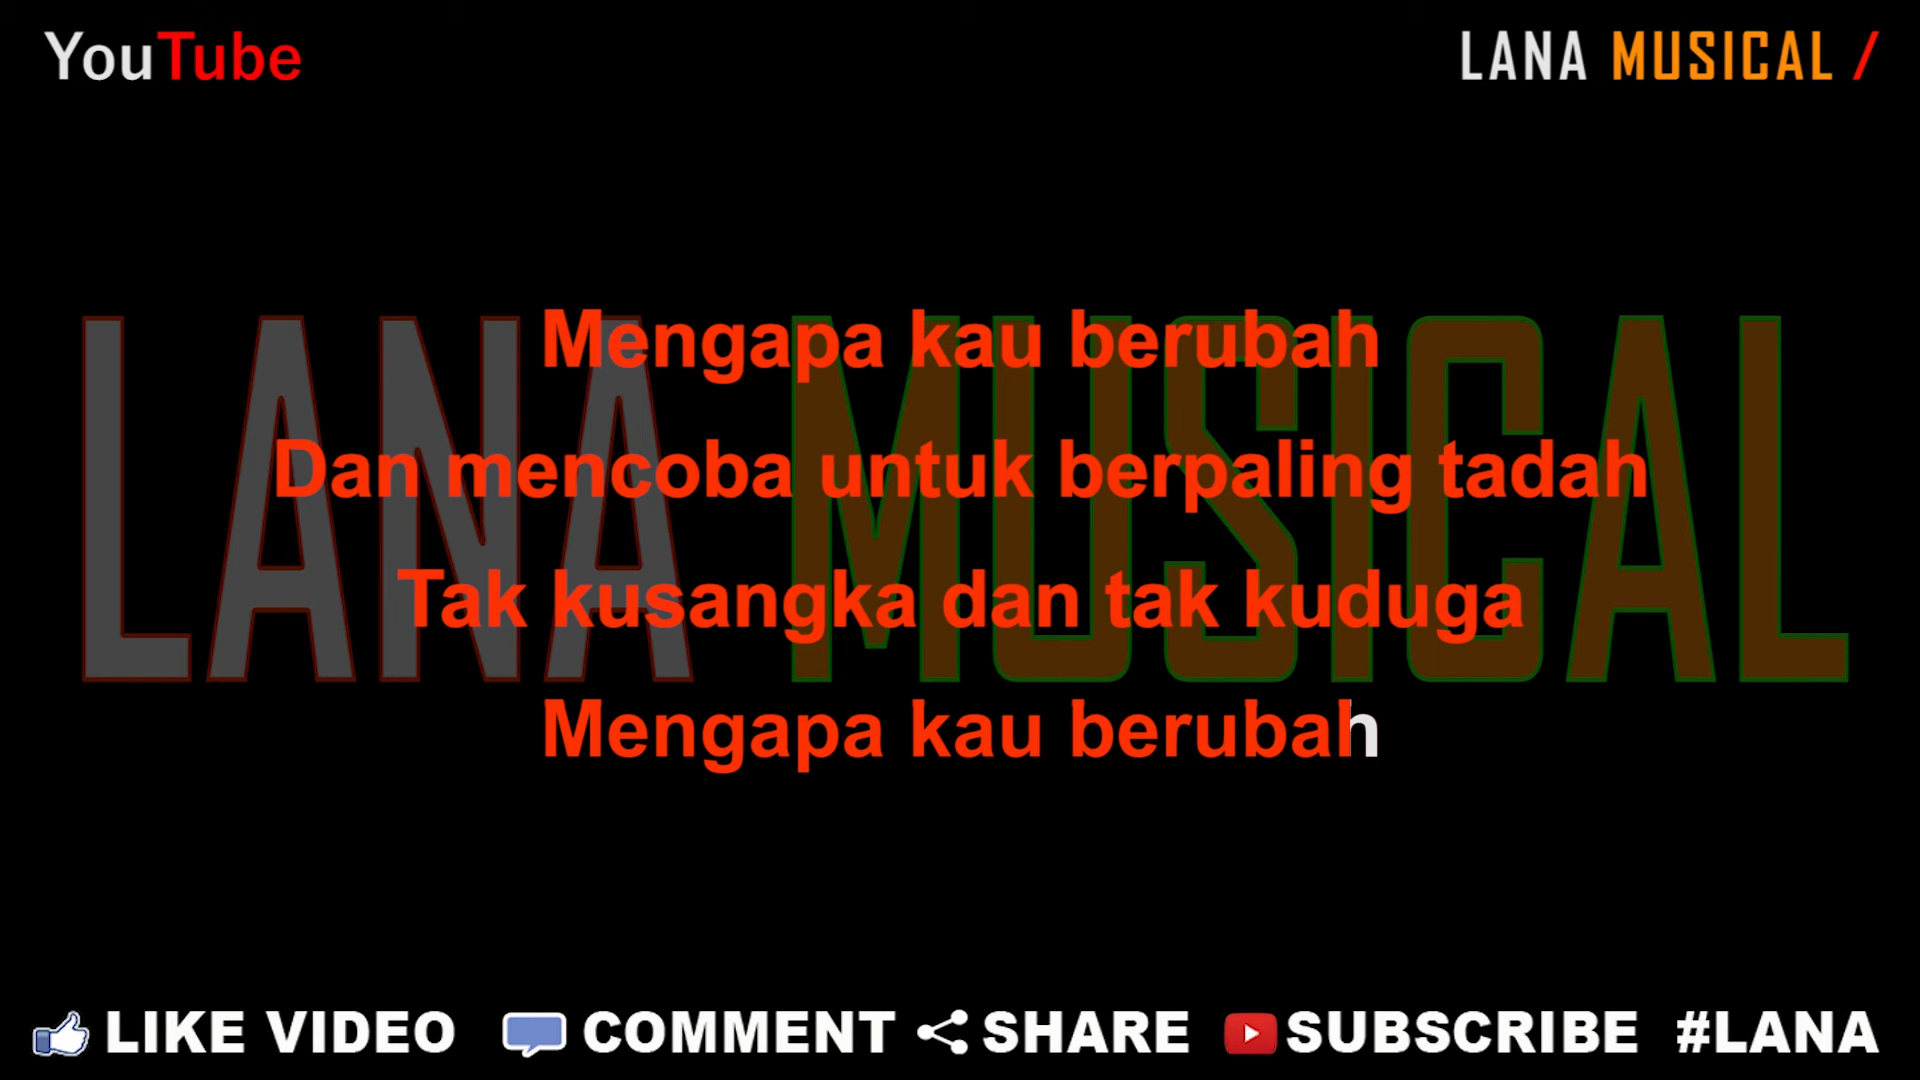 YouTube
LANA MUSICAL /
LANA MUSICAL
Mengapa kau berubah
Dan mencoba untuk berpaling tadah
Tak kusangka dan tak kuduga
Mengapa kau berubah
LIKE VIDEO COMMENT SHARE SUBSCRIBE #LANA